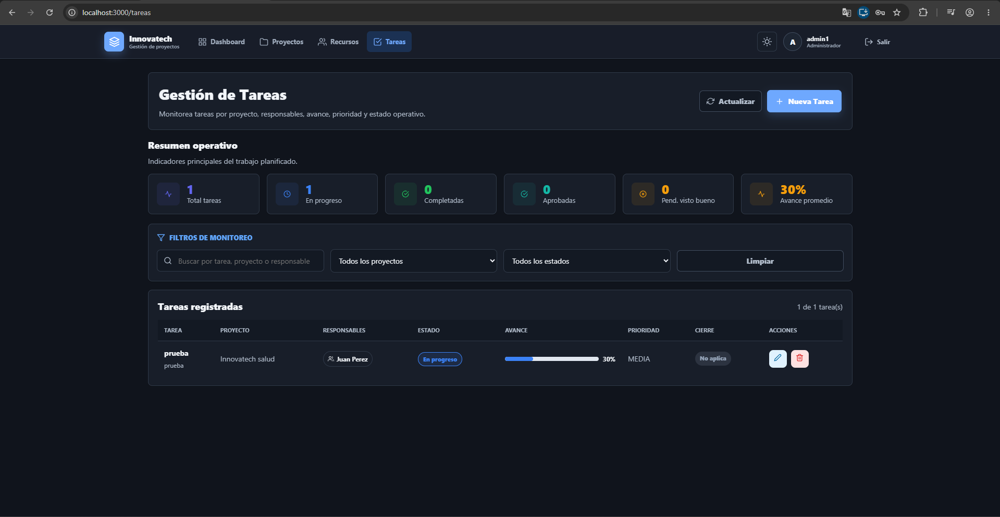 localhost:3000/tareas
Innovatech
Gestión de proyectos
Dashboard
Proyectos
Recursos
Tareas
A
admin1
Administrador
Salir
Gestión de Tareas
Monitorea tareas por proyecto, responsables, avance, prioridad y estado operativo.
Actualizar
Nueva Tarea
Resumen operativo
Indicadores principales del trabajo planificado.
1
Total tareas
1
En progreso
0
Completadas
0
Aprobadas
0
Pend. visto bueno
30%
Avance promedio
FILTROS DE MONITOREO
Buscar por tarea, proyecto o responsable
Todos los proyectos
Todos los estados
Limpiar
Tareas registradas
1 de 1 tarea(s)
TAREA PROYECTO RESPONSABLES ESTADO AVANCE PRIORIDAD CIERRE ACCIONES
prueba
prueba
Innovatech salud
Juan Perez
En progreso
30%
MEDIA
No aplica